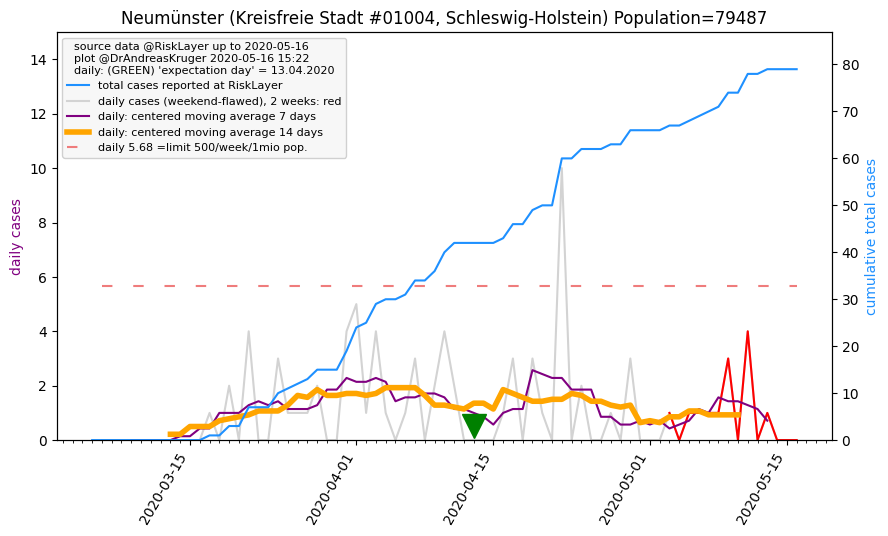 Neumünster (Kreisfreie Stadt #01004, Schleswig-Holstein) Population=79487
source data @RiskLayer up to 2020-05-16
plot @DrAndreasKruger 2020-05-16 15:22
daily: (GREEN) 'expectation day' = 13.04.2020
total cases reported at RiskLayer
daily cases (weekend-flawed), 2 weeks: red
daily: centered moving average 7 days
daily: centered moving average 14 days
daily 5.68 =limit 500/week/1mio pop.
daily cases
14
12
10
8
6
4
2
0
80
70
60
50
40
30
20
10
0
cumulative total cases
2020-03-15
2020-04-01
2020-04-15
2020-05-01
2020-05-15